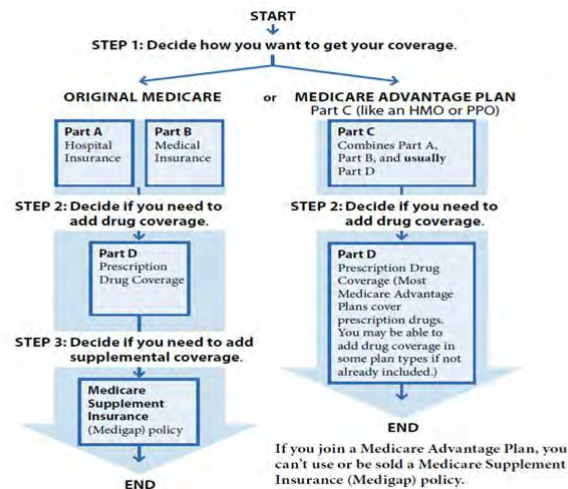 START
STEP 1: Decide how you want to get your coverage.
ORIGINAL MEDICARE
or
MEDICARE ADVANTAGE PLAN
Part C (like an HMO or PPO)
Part A
Hospital
Insurance
Part B
Medical
Insurance
Part C
Combines Part A,
Part B, and usually
Part D
STEP 2: Decide if you need to
add drug coverage.
STEP 2: Decide if you need to
add drug coverage.
Part D
Prescription
Drug Coverage
Part D
Prescription Drug
Coverage (Most
Medicare Advantage
Plans cover
prescription drugs.
You may be able to
add drug coverage in
some plan types if not
already included.)
STEP 3: Decide if you need to add
supplemental coverage.
Medicare
Supplement
Insurance
(Medigap) policy
END
END
If you join a Medicare Advantage Plan, you
can't use or be sold a Medicare Supplement
Insurance (Medigap) policy.